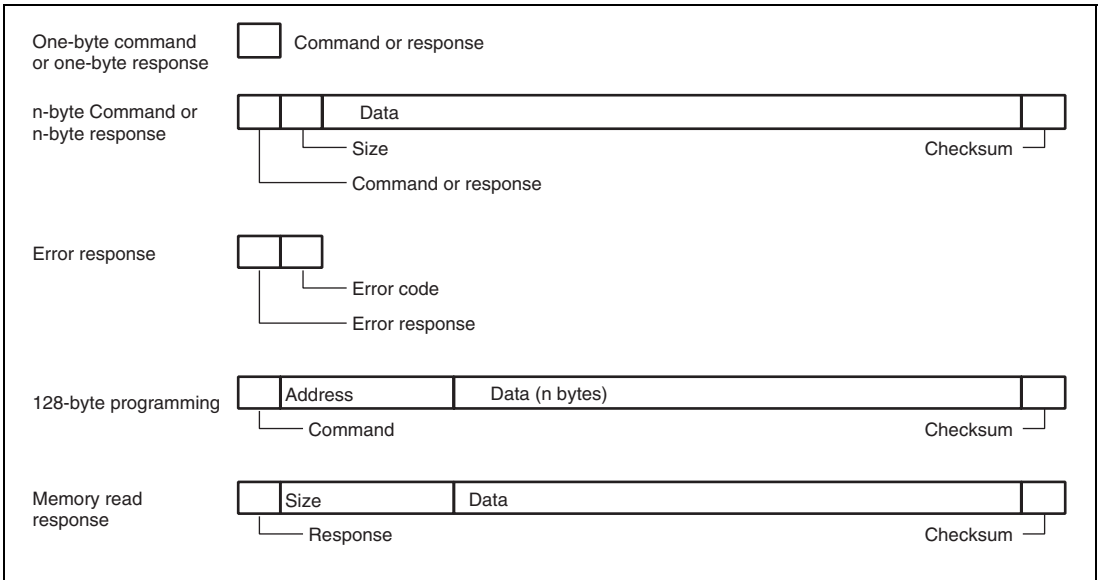 One-byte command
or one-byte response
Command or response
n-byte Command or
n-byte response
Data
Size
Checksum
Command or response
Error response
Error code
Error response
128-byte programming
Address
Data (n bytes)
Command
Checksum
Memory read
response
Size
Data
Response
Checksum